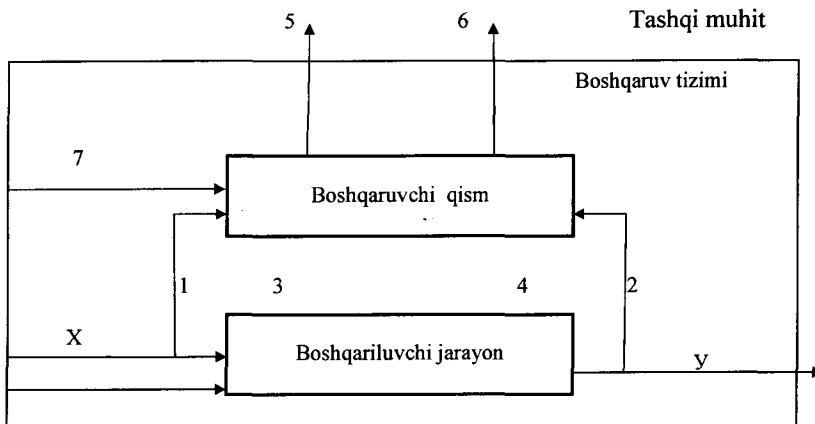 5
6
Tashqi muhit
Boshqaruv tizimi
7
Boshqaruvchi qism
1
3
4
2
X
Boshqariluvchi jarayon
У